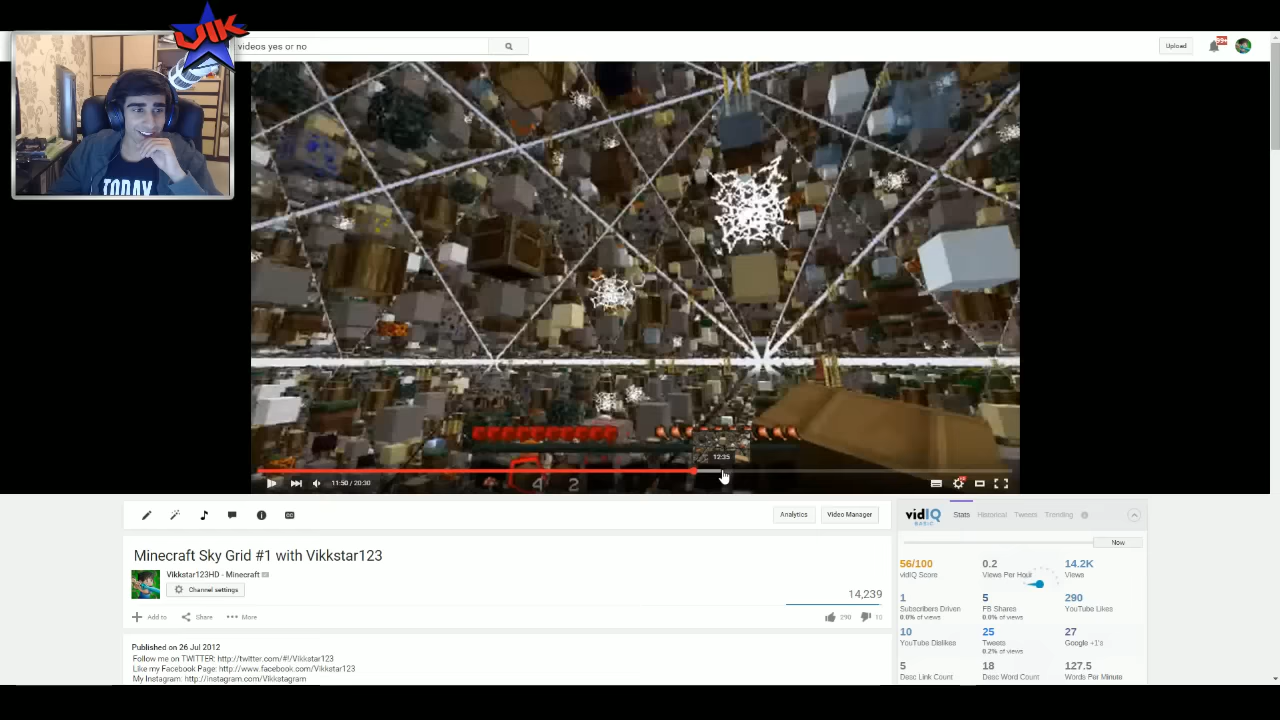 VIK
videos yes or no
Upload
99+
TODAY
12:35
4 2
11:50 / 20:30
Analytics
Video Manager
vidIQ
BASIC
Stats Historical Tweets Trending
Now
Minecraft Sky Grid #1 with Vikkstar123
Vikkstar123HD - Minecraft
Channel settings
14,239
Add to Share More
290 10
56/100
vidIQ Score
0.2
Views Per Hour
14.2K
Views
1
Subscribers Driven
0.0% of views
5
FB Shares
0.0% of views
290
YouTube Likes
10
YouTube Dislikes
25
Tweets
0.2% of views
27
Google +1's
5
Desc Link Count
18
Desc Word Count
127.5
Words Per Minute
Published on 26 Jul 2012
Follow me on TWITTER: http://twitter.com/#!/Vikkstar123
Like my Facebook Page: http://www.facebook.com/Vikkstar123
My Instagram: http://instagram.com/Vikkstagram